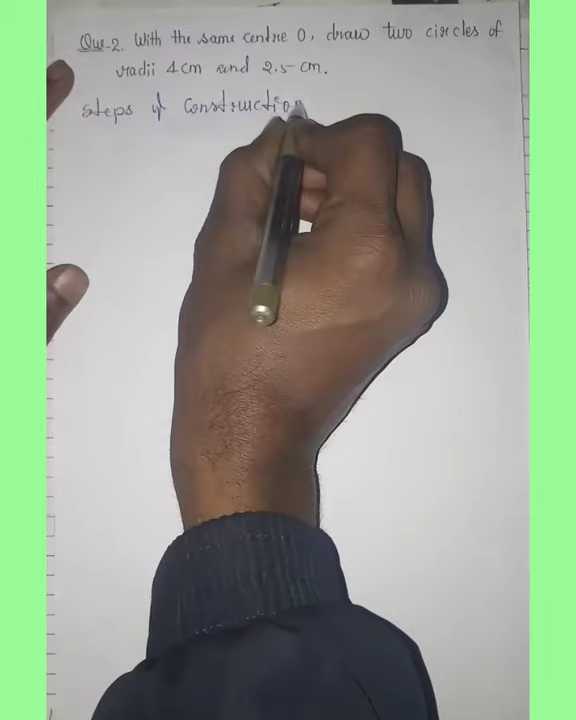 Que-2. With the same centre O, draw two circles of
radii 4cm and 2.5 cm.
Steps of Construction